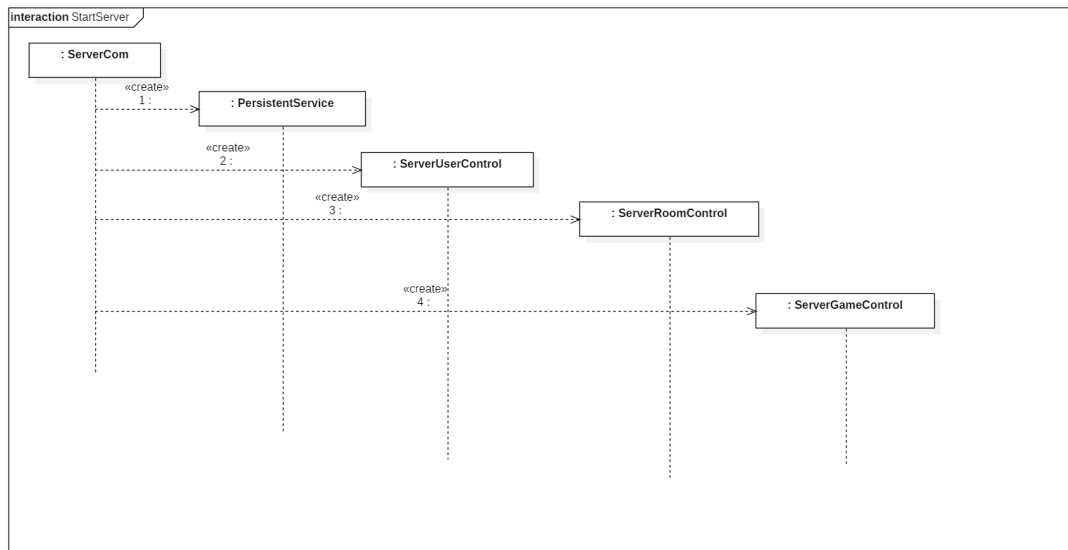 interaction StartServer
: ServerCom
«create»
1 :
: PersistentService
«create»
2 :
: ServerUserControl
«create»
3 :
: ServerRoomControl
«create»
4 :
: ServerGameControl